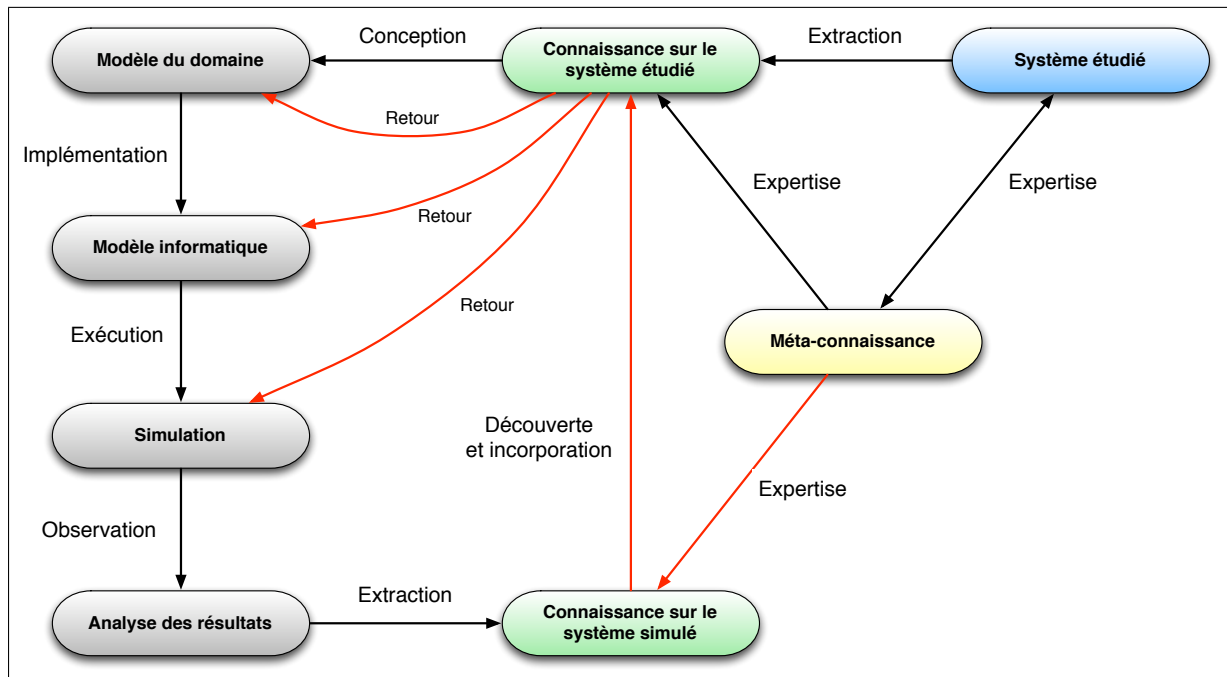 Conception
Extraction
Modèle du domaine
Connaissance sur le
système étudié
Système étudié
Retour
Implémentation
Expertise
Expertise
Retour
Modèle informatique
Retour
Exécution
Méta-connaissance
Découverte
et incorporation
Simulation
Expertise
Observation
Extraction
Analyse des résultats
Connaissance sur le
système simulé